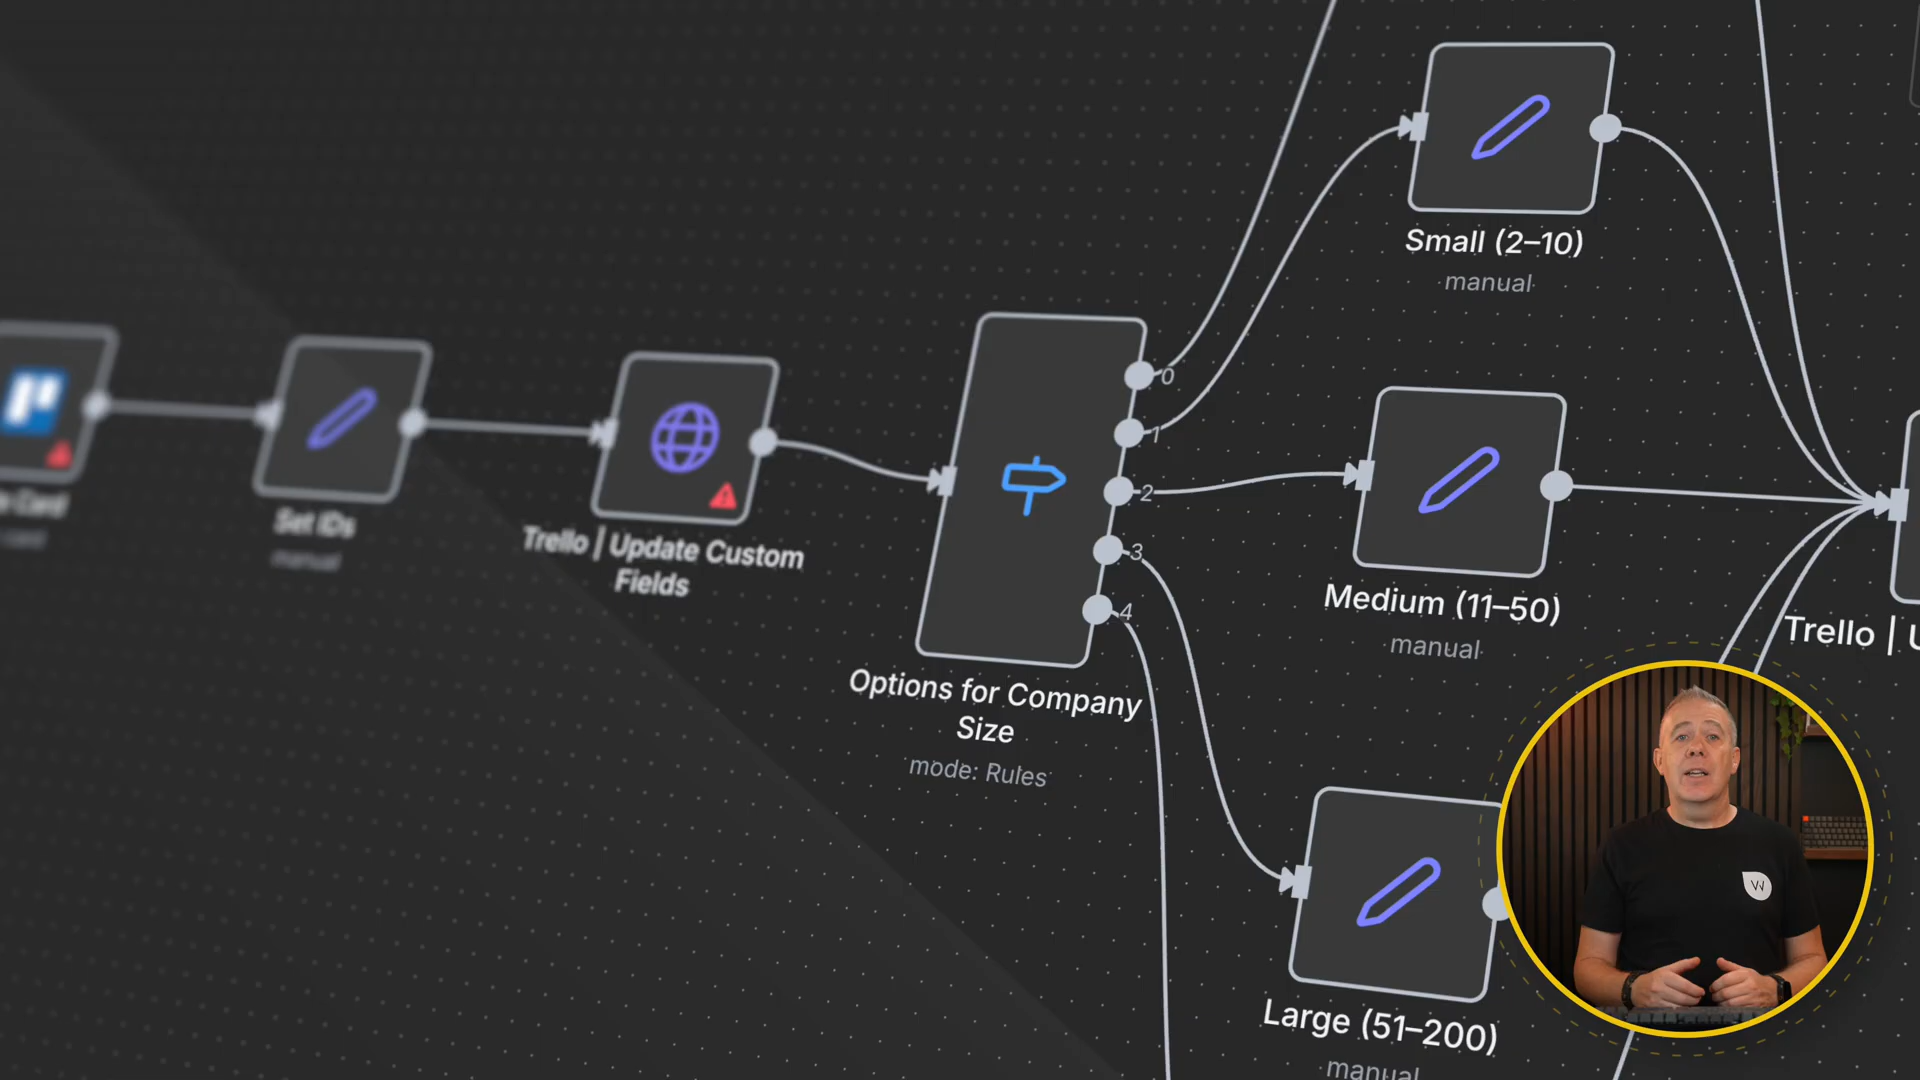 Small (2–10)
manual
0
1
2
3
4
Card
Set IDs
manual
Trello | Update Custom
Fields
Options for Company
Size
mode: Rules
Medium (11–50)
manual
Trello |
Large (51–200)
manual
W